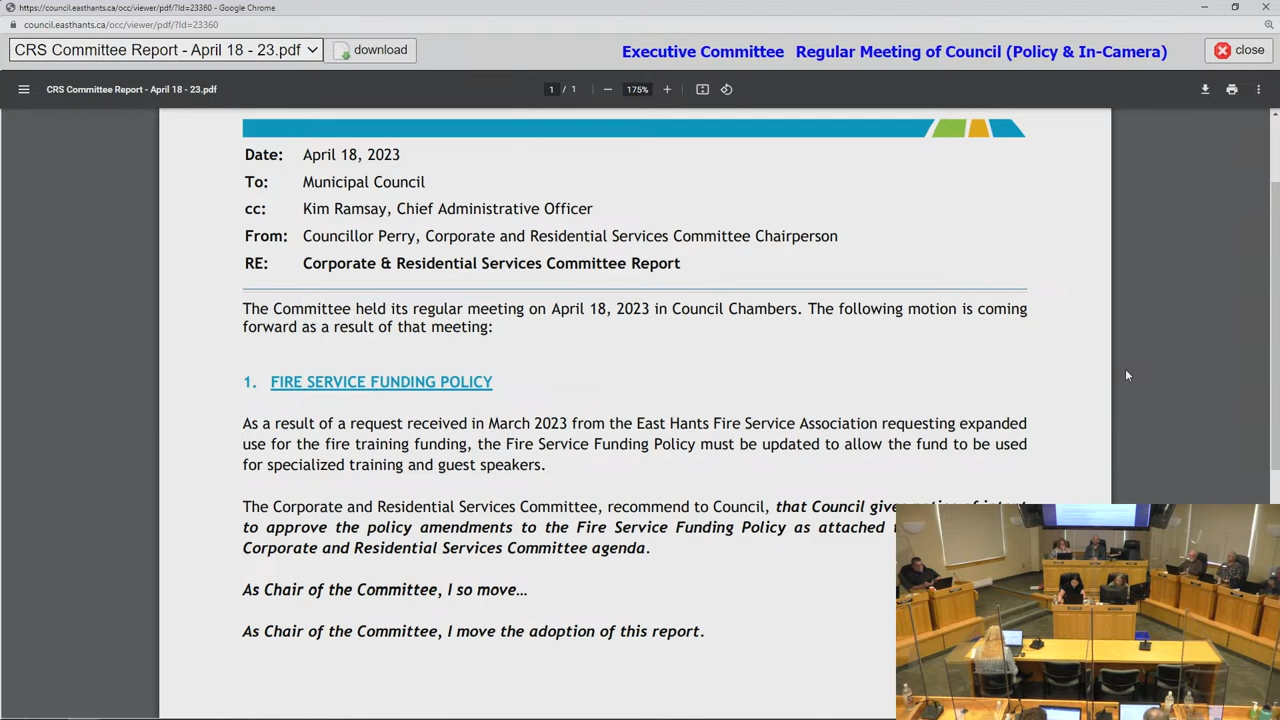 https://council.easthants.ca/occ/viewer/pdf/?Id=23360 - Google Chrome
council.easthants.ca/occ/viewer/pdf/?Id=23360
CRS Committee Report - April 18 - 23.pdf download Executive Committee Regular Meeting of Council (Policy & In-Camera) close
CRS Committee Report - April 18 - 23.pdf 1 / 1 175%
Date: April 18, 2023
To: Municipal Council
cc: Kim Ramsay, Chief Administrative Officer
From: Councillor Perry, Corporate and Residential Services Committee Chairperson
RE: Corporate & Residential Services Committee Report
The Committee held its regular meeting on April 18, 2023 in Council Chambers. The following motion is coming
forward as a result of that meeting:
1. FIRE SERVICE FUNDING POLICY
As a result of a request received in March 2023 from the East Hants Fire Service Association requesting expanded
use for the fire training funding, the Fire Service Funding Policy must be updated to allow the fund to be used
for specialized training and guest speakers.
The Corporate and Residential Services Committee, recommend to Council, that Council give notice of intent
to approve the policy amendments to the Fire Service Funding Policy as attached
Corporate and Residential Services Committee agenda.
As Chair of the Committee, I so move…
As Chair of the Committee, I move the adoption of this report.